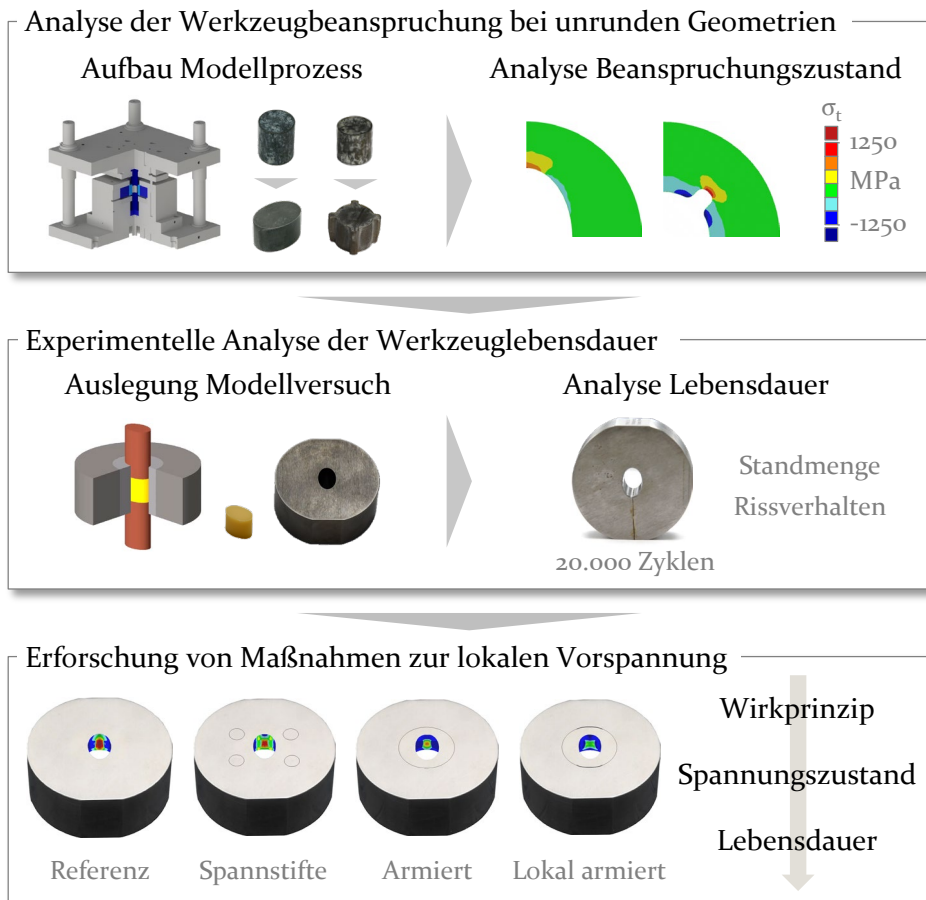 Analyse der Werkzeugbeanspruchung bei unrunden Geometrien
Aufbau Modellprozess
Analyse Beanspruchungszustand
σt
1250
MPa
-1250
Experimentelle Analyse der Werkzeuglebensdauer
Auslegung Modellversuch
Analyse Lebensdauer
Standmenge
Rissverhalten
20.000 Zyklen
Erforschung von Maßnahmen zur lokalen Vorspannung
Wirkprinzip
Spannungszustand
Lebensdauer
Referenz
Spannstifte
Armiert
Lokal armiert